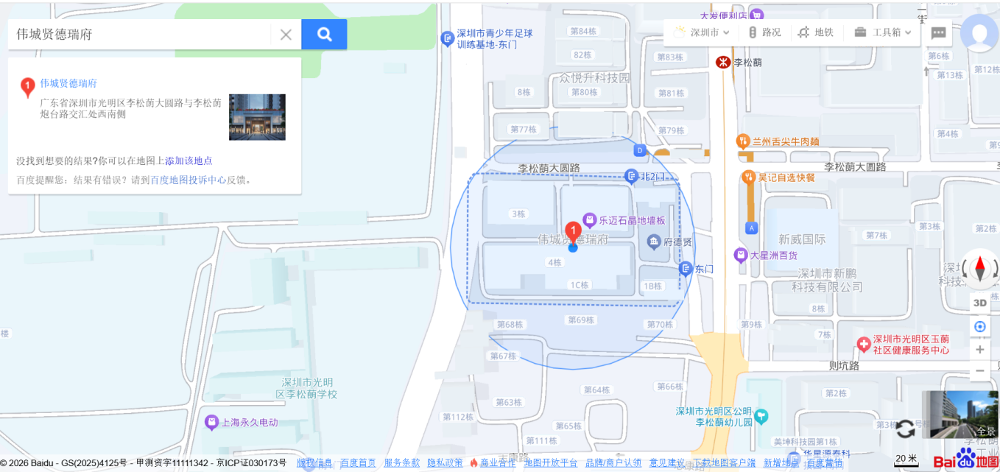 伟城贤德瑞府
1
伟城贤德瑞府
广东省深圳市光明区李松蓢大圆路与李松蓢
炮台路交汇处西南侧
没找到想要的结果?你可以在地图上添加该地点
百度提醒您：结果有错误？请到百度地图投诉中心反馈。
大发便利店
深圳市
路况
地铁
工具箱
深圳市青少年足球
训练基地-东门
第84栋
82栋
第83栋
李松蓢
第6栋
第12栋
第13栋
众悦升科技园
8栋
第80栋
第81栋
第77栋
第79栋
第4栋
兰州舌尖牛肉麵
D
李松蓢大圆路
北2门
李松蓢大圆路
吴记自选快餐
3栋
乐迈石晶地墙板
A
第3栋
第2栋
1
伟城贤德瑞府
府德贤
新威国际
第7栋
大星洲百货
4栋
东门
深圳市新鹏
科技有限公司
1C栋
1B栋
3D
8栋
第68栋
第69栋
第70栋
第9栋
7栋
楼
第67栋
深圳市光明区玉蓢
社区健康服务中心
则坑路
深圳市光明
区李松蓢学校
第64栋
第66栋
第2栋
第63栋
深圳市光明区公明
李松蓢幼儿园
第112栋
上海永久电动
第65栋
第111栋
美坤科技园第1栋
全景
20 米
© 2026 Baidu - GS(2025)4125号 - 甲测资字11111342 - 京ICP证030173号
版权信息
百度首页
服务条款
隐私政策
商业合作
地图开放平台
品牌/商户认领
意见建议
下载地图客户端
新增地点
百度营销
Bai du 地图